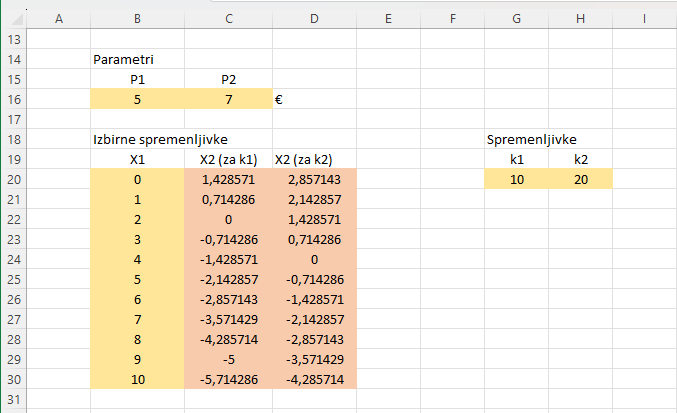 A B C D E F G H I
13
14 Parametri
15 P1 P2
16 5 7 €
17
18 Izbirne spremenljivke Spremenljivke
19 X1 X2 (za k1) X2 (za k2) k1 k2
20 0 1,428571 2,857143 10 20
21 1 0,714286 2,142857
22 2 0 1,428571
23 3 -0,714286 0,714286
24 4 -1,428571 0
25 5 -2,142857 -0,714286
26 6 -2,857143 -1,428571
27 7 -3,571429 -2,142857
28 8 -4,285714 -2,857143
29 9 -5 -3,571429
30 10 -5,714286 -4,285714
31